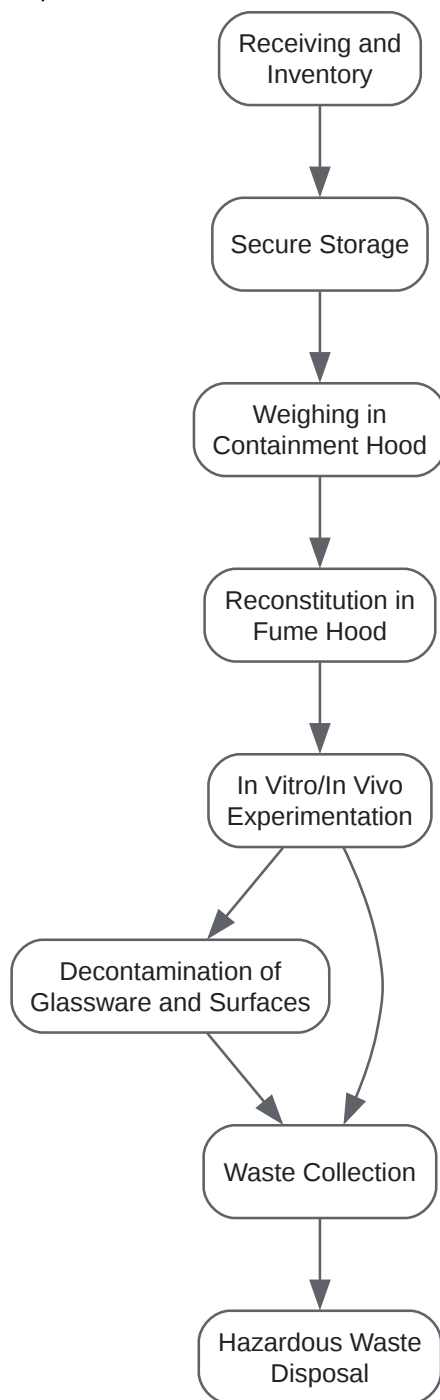 Receiving and
Inventory
Secure Storage
Weighing in
Containment Hood
Reconstitution in
Fume Hood
In Vitro/In Vivo
Experimentation
Decontamination of
Glassware and Surfaces
Waste Collection
Hazardous Waste
Disposal